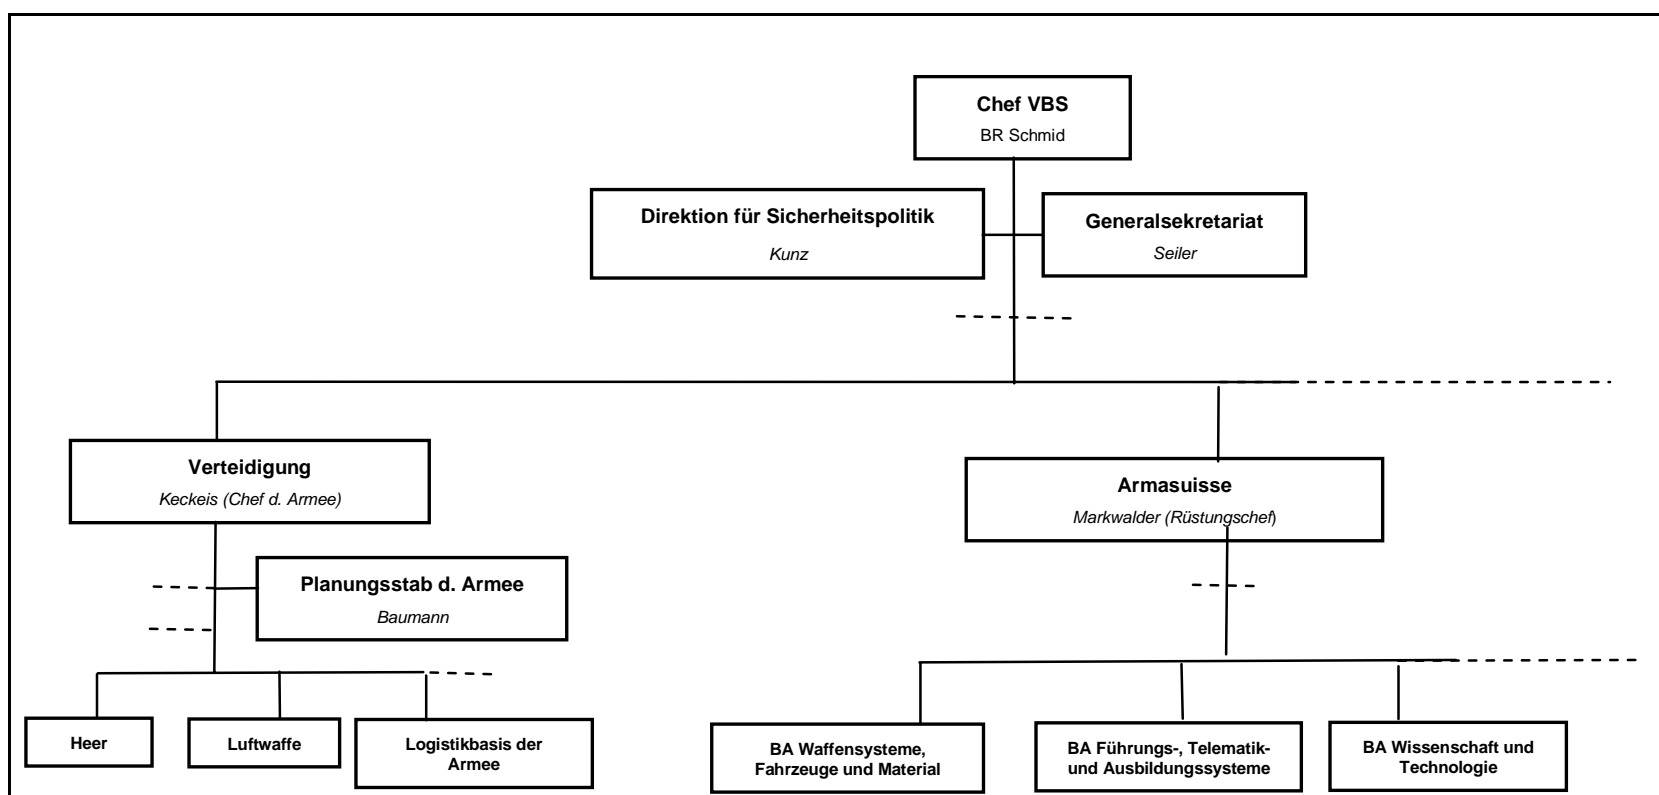 Chef VBS
BR Schmid
Direktion für Sicherheitspolitik
Kunz
Generalsekretariat
Seiler
Verteidigung
Keckeis (Chef d. Armee)
Armasuisse
Markwalder (Rüstungschef)
Planungsstab d. Armee
Baumann
Heer
Luftwaffe
Logistikbasis der
Armee
BA Waffensysteme,
Fahrzeuge und Material
BA Führungs-, Telematik-
und Ausbildungssysteme
BA Wissenschaft und
Technologie